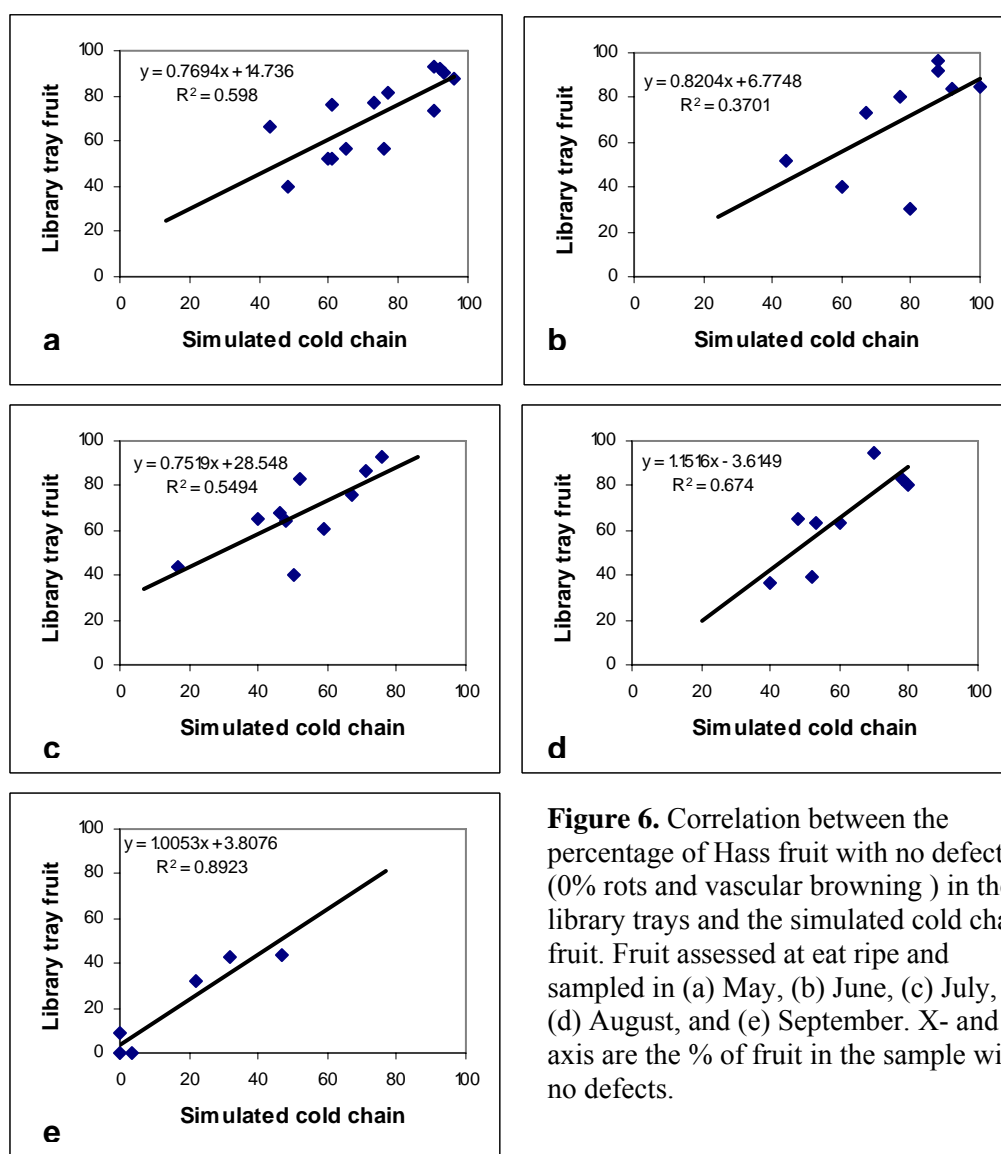 100
80
60
40
20
0
y = 0.7694x + 14.736
R² = 0.598
Library tray fruit
0 20 40 60 80 100
Simulated cold chain
a
100
80
60
40
20
0
y = 0.8204x + 6.7748
R² = 0.3701
Library tray fruit
0 20 40 60 80 100
Simulated cold chain
b
100
80
60
40
20
0
y = 0.7519x + 28.548
R² = 0.5494
Library tray fruit
0 20 40 60 80 100
Simulated cold chain
c
100
80
60
40
20
0
y = 1.1516x - 3.6149
R² = 0.674
Library tray fruit
0 20 40 60 80 100
Simulated cold chain
d
100
80
60
40
20
0
y = 1.0053x + 3.8076
R² = 0.8923
Library tray fruit
0 20 40 60 80 100
Simulated cold chain
e
Figure 6. Correlation between the
percentage of Hass fruit with no defect
(0% rots and vascular browning ) in the
library trays and the simulated cold cha
fruit. Fruit assessed at eat ripe and
sampled in (a) May, (b) June, (c) July,
(d) August, and (e) September. X- and
axis are the % of fruit in the sample wi
no defects.